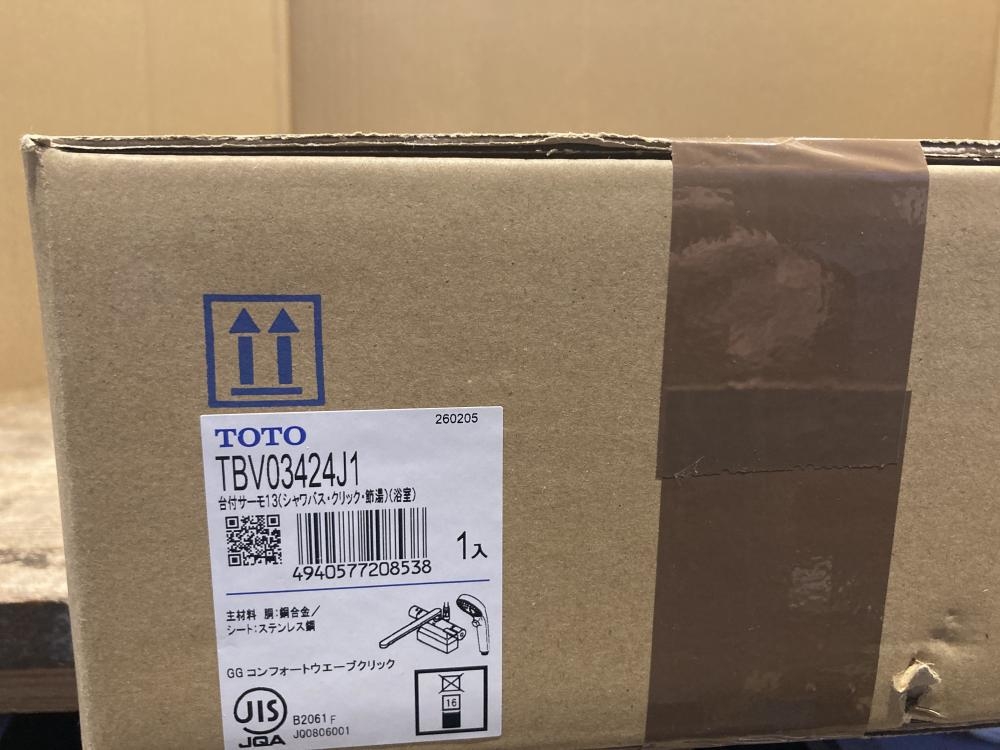 260205
TOTO
TBV03424J1
台付サーモ13(シャワバス・クリック・節湯)(浴室)
1入
4940577208538
主材料 胴:銅合金/
シート:ステンレス鋼
GG コンフォートウエーブクリック
16
JIS
B2061 F
JQA
JQ0806001